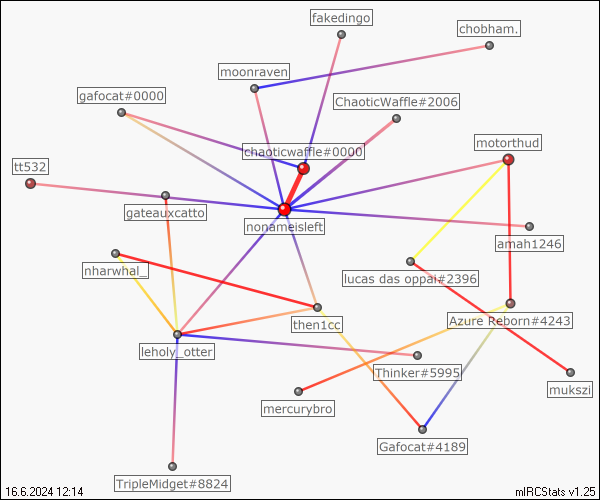 fakedingo
chobham.
moonraven
gafocat#0000
ChaoticWaffle#2006
motorthud
chaoticwaffle#0000
tt532
gateauxcatto
nonameisleft
amah1246
nharwhal_
lucas das oppai#2396
then1cc
Azure Reborn#4243
leholy_otter
Thinker#5995
mukszi
mercurybro
Gafocat#4189
TripleMidget#8824
16.6.2024 12:14
mIRCStats v1.25